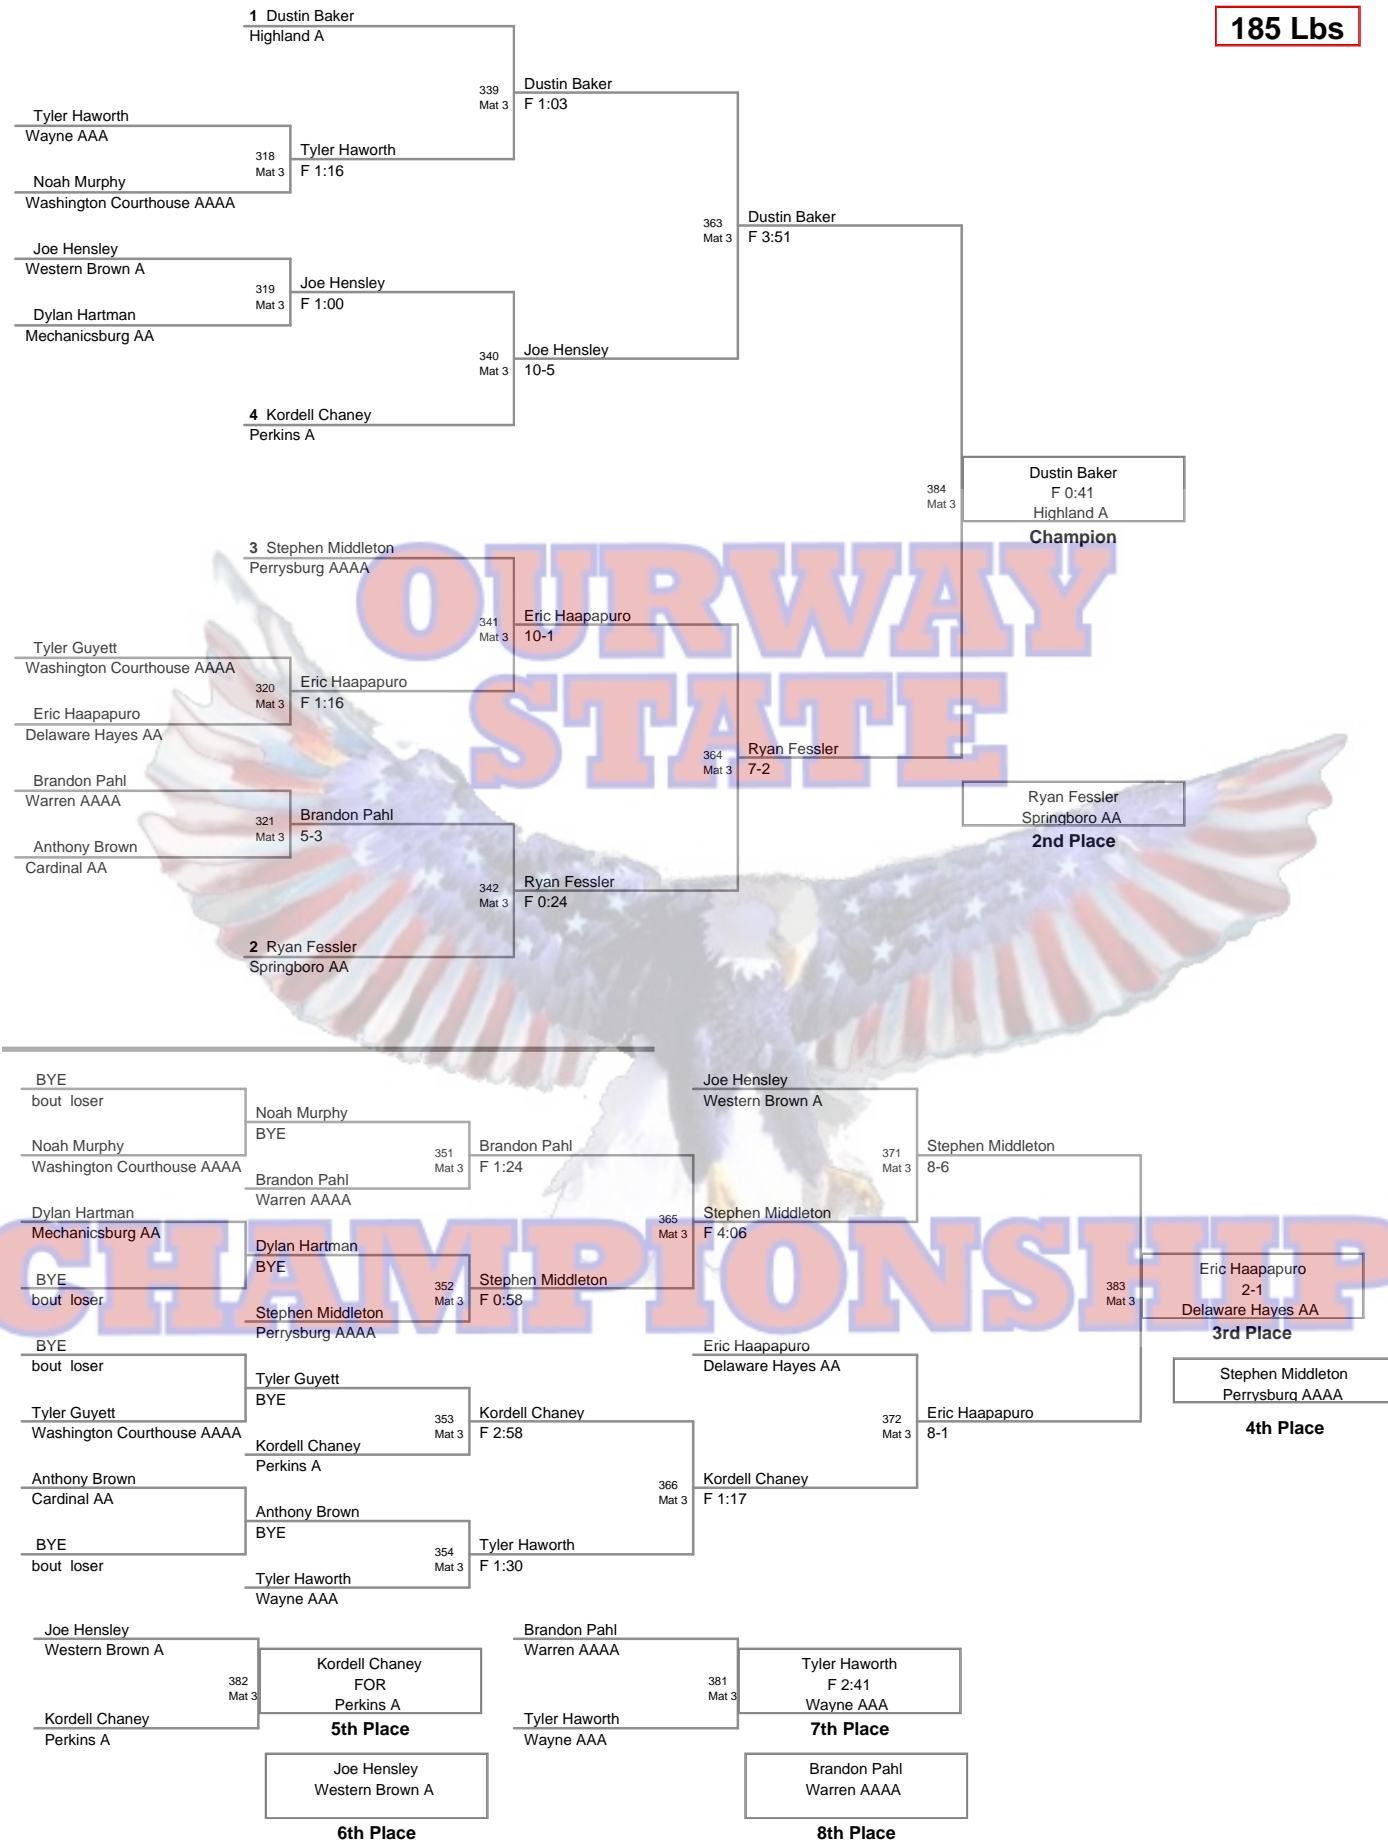 185 Lbs
1 Dustin Baker
Highland A
339
Mat 3
Dustin Baker
F 1:03
Tyler Haworth
Wayne AAA
318
Mat 3
Tyler Haworth
F 1:16
Noah Murphy
Washington Courthouse AAAA
363
Mat 3
Dustin Baker
F 3:51
Joe Hensley
Western Brown A
319
Mat 3
Joe Hensley
F 1:00
Dylan Hartman
Mechanicsburg AA
340
Mat 3
Joe Hensley
10-5
4 Kordell Chaney
Perkins A
384
Mat 3
Dustin Baker
F 0:41
Highland A
Champion
OURWAY
STATE
CHAMPIONSHIP
3 Stephen Middleton
Perrysburg AAAA
341
Mat 3
Eric Haapapuro
10-1
Tyler Guyett
Washington Courthouse AAAA
320
Mat 3
Eric Haapapuro
F 1:16
Eric Haapapuro
Delaware Hayes AA
364
Mat 3
Ryan Fessler
7-2
Brandon Pahl
Warren AAAA
321
Mat 3
Brandon Pahl
5-3
Anthony Brown
Cardinal AA
Ryan Fessler
Springboro AA
2nd Place
342
Mat 3
Ryan Fessler
F 0:24
2 Ryan Fessler
Springboro AA
BYE
bout loser
Noah Murphy
BYE
Noah Murphy
Washington Courthouse AAAA
351
Mat 3
Brandon Pahl
F 1:24
Brandon Pahl
Warren AAAA
Joe Hensley
Western Brown A
371
Mat 3
Stephen Middleton
8-6
Dylan Hartman
Mechanicsburg AA
Dylan Hartman
BYE
365
Mat 3
Stephen Middleton
F 4:06
BYE
bout loser
352
Mat 3
Stephen Middleton
F 0:58
Stephen Middleton
Perrysburg AAAA
383
Mat 3
Eric Haapapuro
2-1
Delaware Hayes AA
3rd Place
BYE
bout loser
Tyler Guyett
BYE
Eric Haapapuro
Delaware Hayes AA
Stephen Middleton
Perrysburg AAAA
4th Place
Tyler Guyett
Washington Courthouse AAAA
353
Mat 3
Kordell Chaney
F 2:58
372
Mat 3
Eric Haapapuro
8-1
Kordell Chaney
Perkins A
Anthony Brown
Cardinal AA
Anthony Brown
BYE
366
Mat 3
Kordell Chaney
F 1:17
BYE
bout loser
354
Mat 3
Tyler Haworth
F 1:30
Tyler Haworth
Wayne AAA
Joe Hensley
Western Brown A
382
Mat 3
Kordell Chaney
FOR
Perkins A
5th Place
Kordell Chaney
Perkins A
Joe Hensley
Western Brown A
6th Place
Brandon Pahl
Warren AAAA
381
Mat 3
Tyler Haworth
F 2:41
Wayne AAA
7th Place
Tyler Haworth
Wayne AAA
Brandon Pahl
Warren AAAA
8th Place